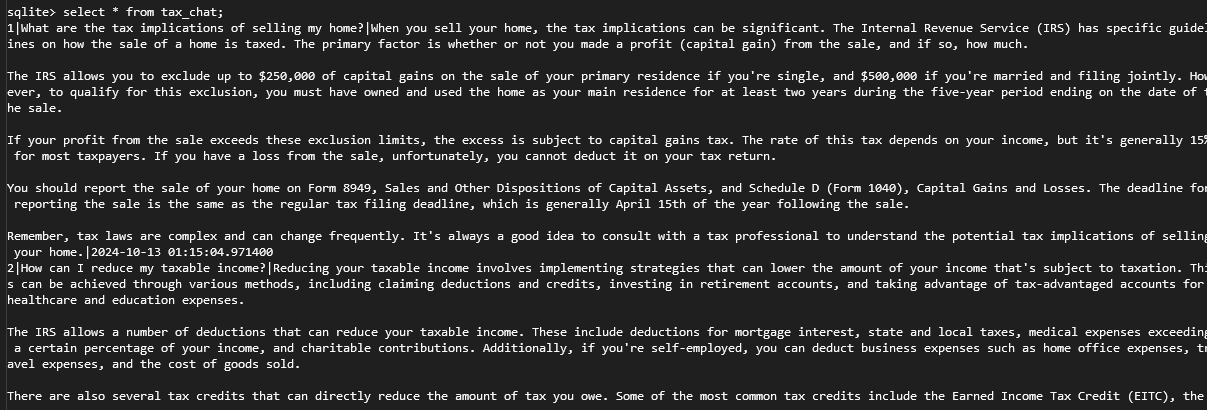 sqlite> select * from tax_chat;
1|What are the tax implications of selling my home?|When you sell your home, the tax implications can be significant. The Internal Revenue Service (IRS) has specific guidel
ines on how the sale of a home is taxed. The primary factor is whether or not you made a profit (capital gain) from the sale, and if so, how much.
The IRS allows you to exclude up to $250,000 of capital gains on the sale of your primary residence if you're single, and $500,000 if you're married and filing jointly. How
ever, to qualify for this exclusion, you must have owned and used the home as your main residence for at least two years during the five-year period ending on the date of t
he sale.
If your profit from the sale exceeds these exclusion limits, the excess is subject to capital gains tax. The rate of this tax depends on your income, but it's generally 15%
for most taxpayers. If you have a loss from the sale, unfortunately, you cannot deduct it on your tax return.
You should report the sale of your home on Form 8949, Sales and Other Dispositions of Capital Assets, and Schedule D (Form 1040), Capital Gains and Losses. The deadline for
reporting the sale is the same as the regular tax filing deadline, which is generally April 15th of the year following the sale.
Remember, tax laws are complex and can change frequently. It's always a good idea to consult with a tax professional to understand the potential tax implications of selling
your home.|2024-10-13 01:15:04.971400
2|How can I reduce my taxable income?|Reducing your taxable income involves implementing strategies that can lower the amount of your income that's subject to taxation. Thi
s can be achieved through various methods, including claiming deductions and credits, investing in retirement accounts, and taking advantage of tax-advantaged accounts for
healthcare and education expenses.
The IRS allows a number of deductions that can reduce your taxable income. These include deductions for mortgage interest, state and local taxes, medical expenses exceeding
a certain percentage of your income, and charitable contributions. Additionally, if you're self-employed, you can deduct business expenses such as home office expenses, tr
avel expenses, and the cost of goods sold.
There are also several tax credits that can directly reduce the amount of tax you owe. Some of the most common tax credits include the Earned Income Tax Credit (EITC), the